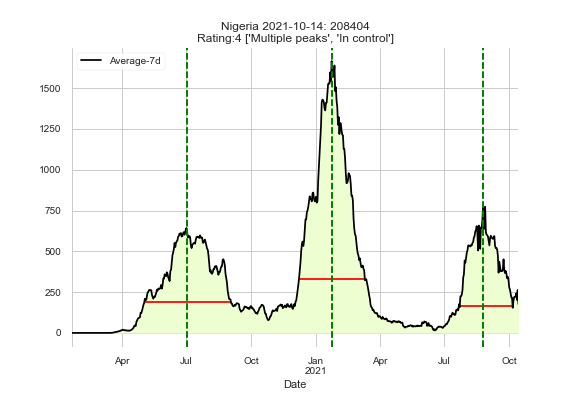 Nigeria 2021-10-14: 208404
Rating:4 ['Multiple peaks', 'In control']
Average-7d
1500
1250
1000
750
500
250
0
Apr Jul Oct Jan Apr Jul Oct
2021
Date